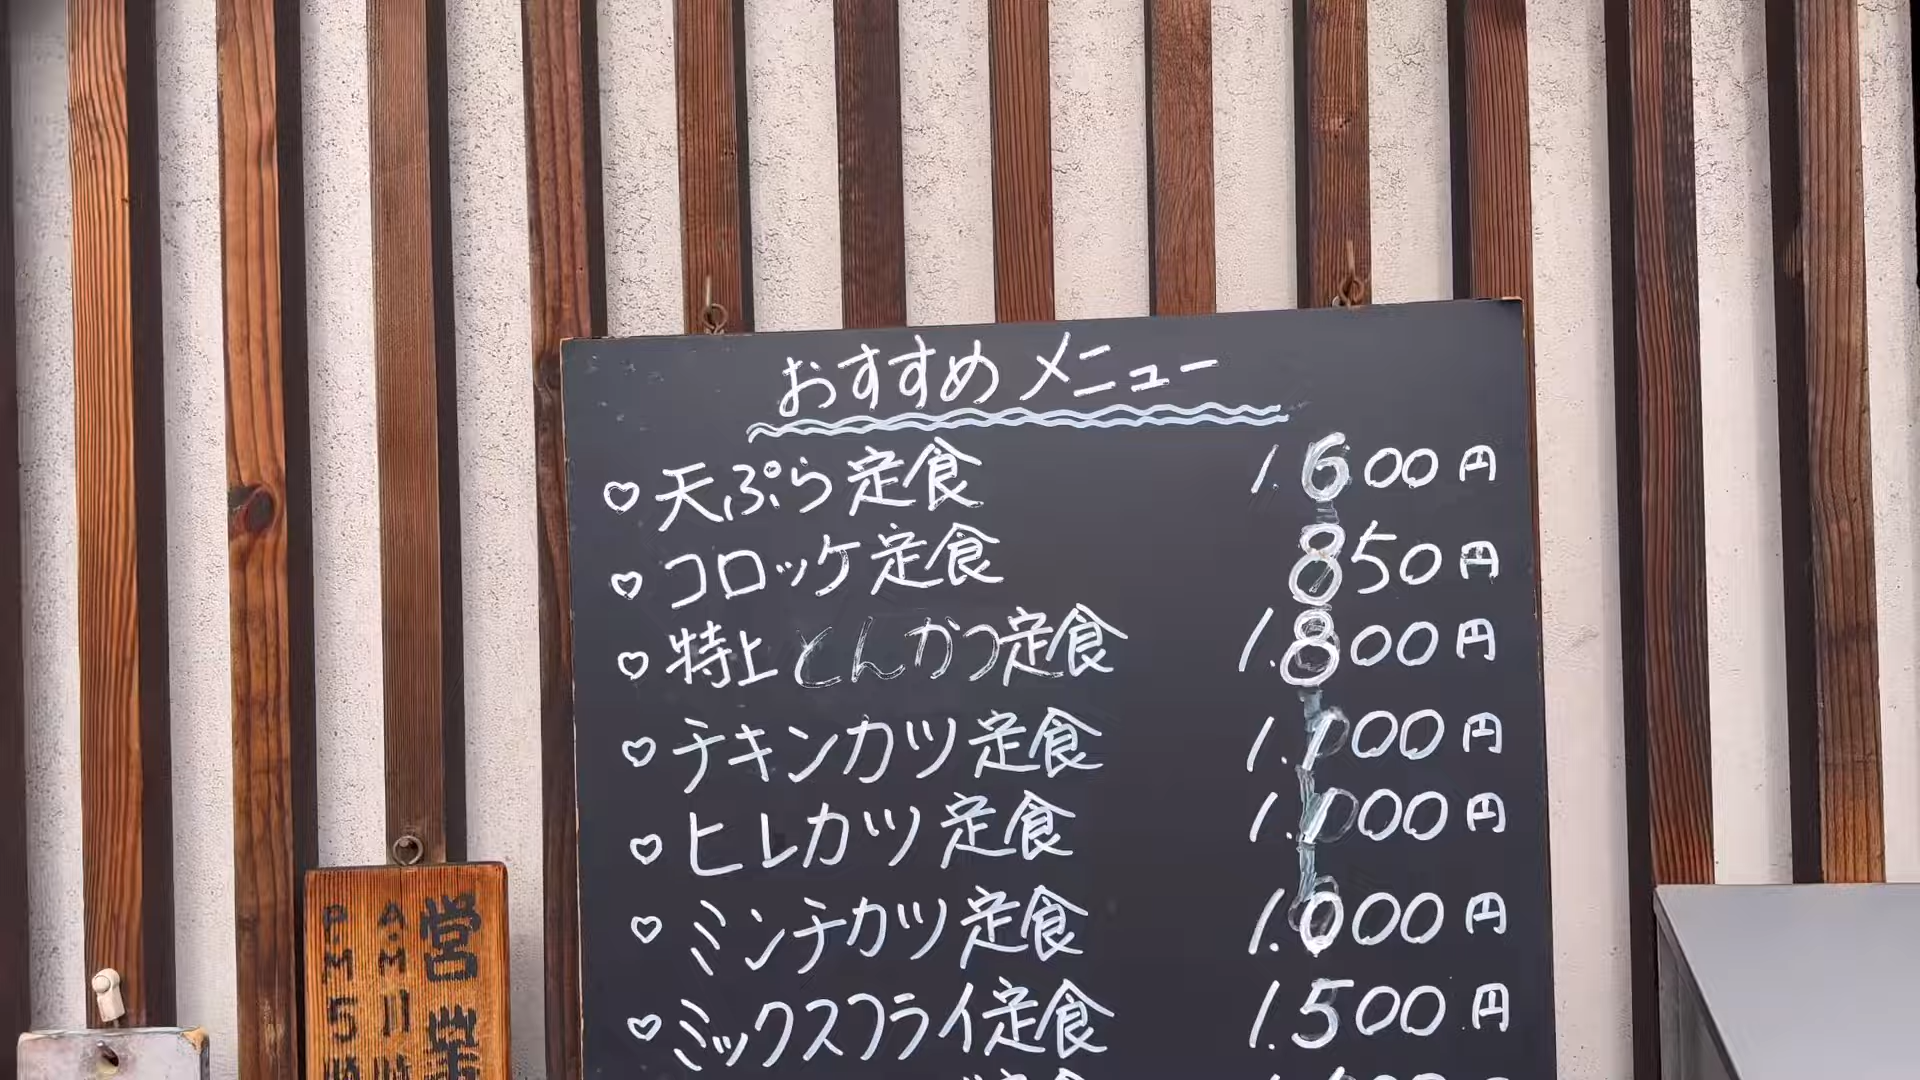 おすすめメニュー
♡天ぷら定食 1.600円
♡コロッケ定食 850円
♡特上とんかつ定食 1.800円
♡チキンカツ定食 1.100円
♡ヒレカツ定食 1.100円
♡ミンチカツ定食 1.000円
♡ミックスフライ定食 1.500円
営業
A.M11時
P.M5時